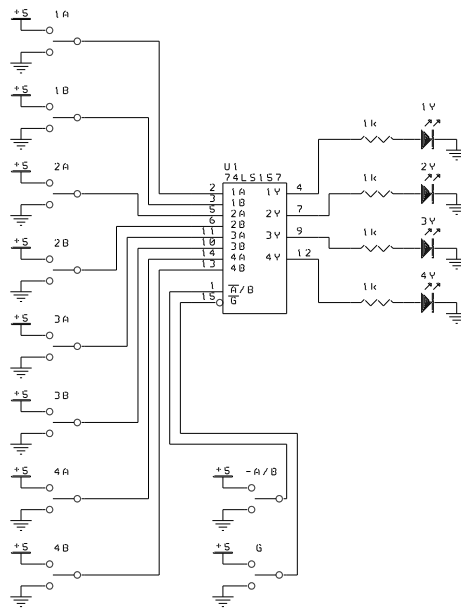 +5 1A
+5 1B
+5 2A
+5 2B
+5 3A
+5 3B
+5 4A
+5 4B
U1
74LS157
2 1A 1Y 4
3 1B
5 2A 2Y 7
6 2B
11 3A 3Y 9
10 3B
14 4A 4Y 12
13 4B
1 A/B
15 G
1k 1Y
1k 2Y
1k 3Y
1k 4Y
+5 -A/B
+5 G